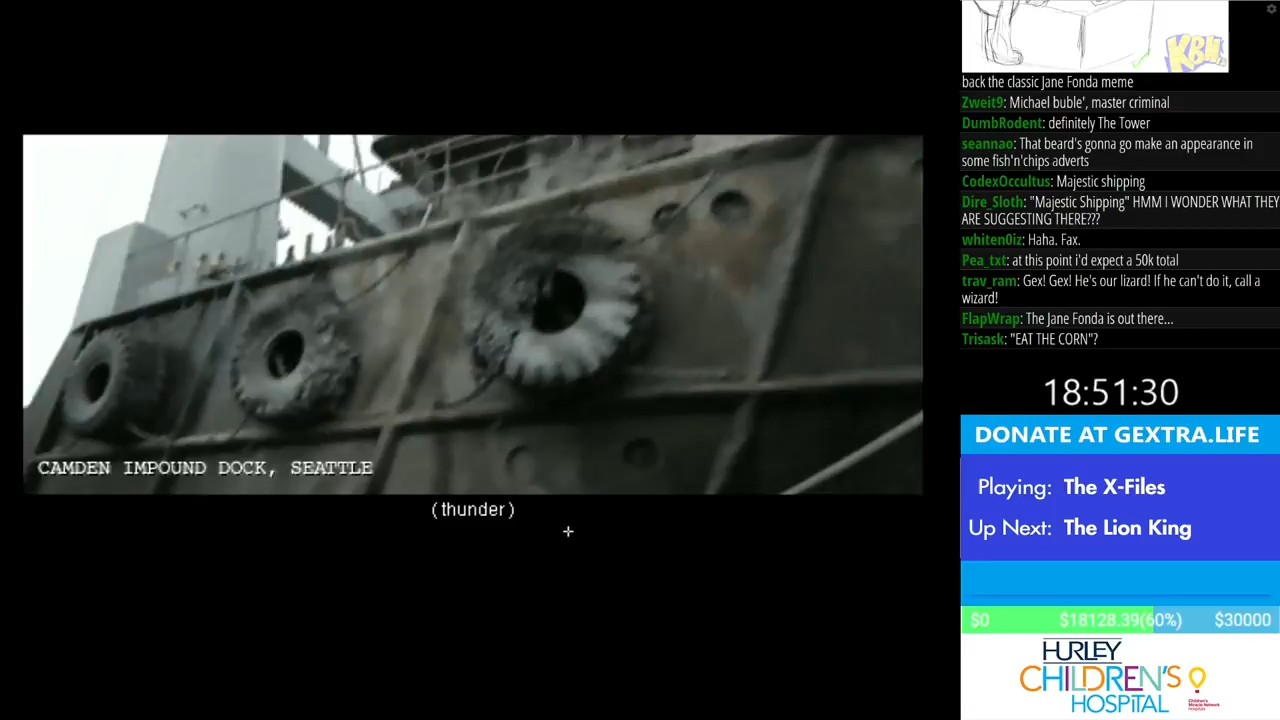 CAMDEN IMPOUND DOCK, SEATTLE
(thunder)
KBH
back the classic Jane Fonda meme
Zweit9: Michael buble', master criminal
DumbRodent: definitely The Tower
seannao: That beard's gonna go make an appearance in
some fish'n'chips adverts
CodexOccultus: Majestic shipping
Dire_Sloth: "Majestic Shipping" HMM I WONDER WHAT THEY
ARE SUGGESTING THERE???
whiten0iz: Haha. Fax.
Pea_txt: at this point i'd expect a 50k total
trav_ram: Gex! Gex! He's our lizard! If he can't do it, call a
wizard!
FlapWrap: The Jane Fonda is out there...
Trisask: "EAT THE CORN"?
18:51:30
DONATE AT GEXTRA.LIFE
Playing: The X-Files
Up Next: The Lion King
$0 $18128.39(60%) $30000
HURLEY
CHILDREN'S
HOSPITAL
Children's
Miracle Network
Hospitals